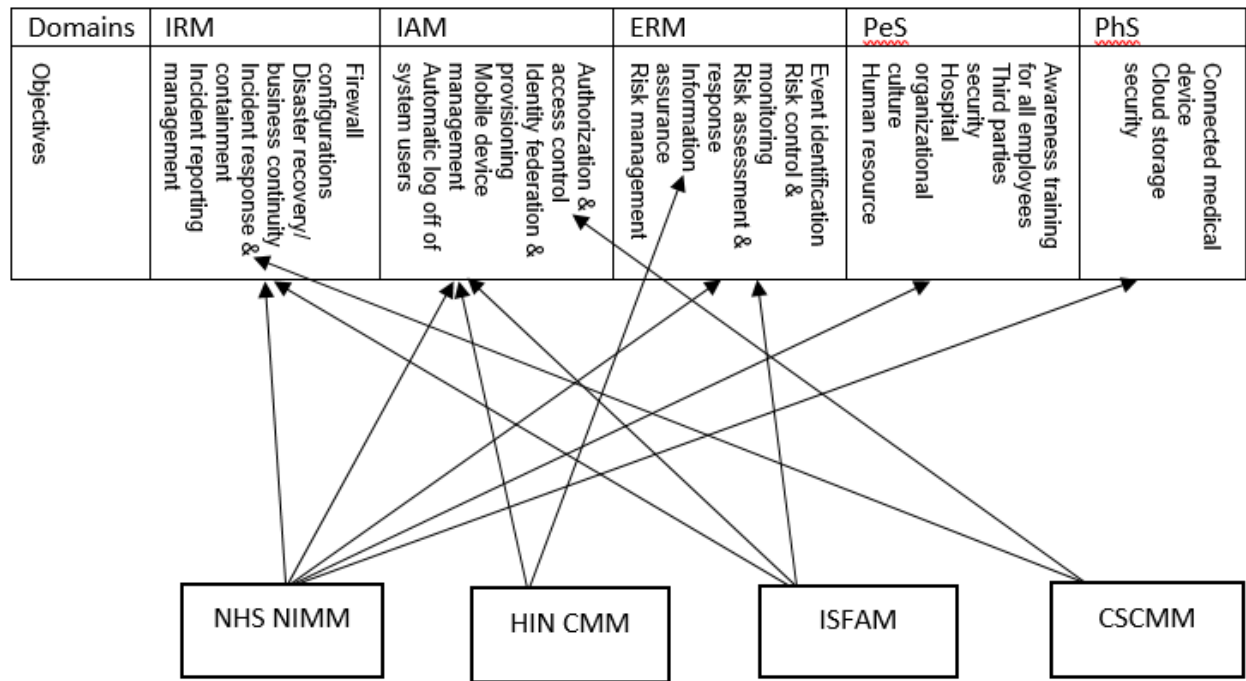 Domains
IRM
IAM
ERM
PeS
PhS
Objectives
Firewall
configurations
Disaster recovery/
business continuity
Incident response &
containment
Incident reporting
management
Authorization &
access control
Identity federation &
provisioning
Mobile device
management
Automatic log off of
system users
Event identification
Risk control &
monitoring
Risk assessment &
response
Information
assurance
Risk management
Awareness training
for all employees
Third parties
security
Hospital
organizational
culture
Human resource
Connected medical
device
Cloud storage
security
NHS NIMM
HIN CMM
ISFAM
CSCMM